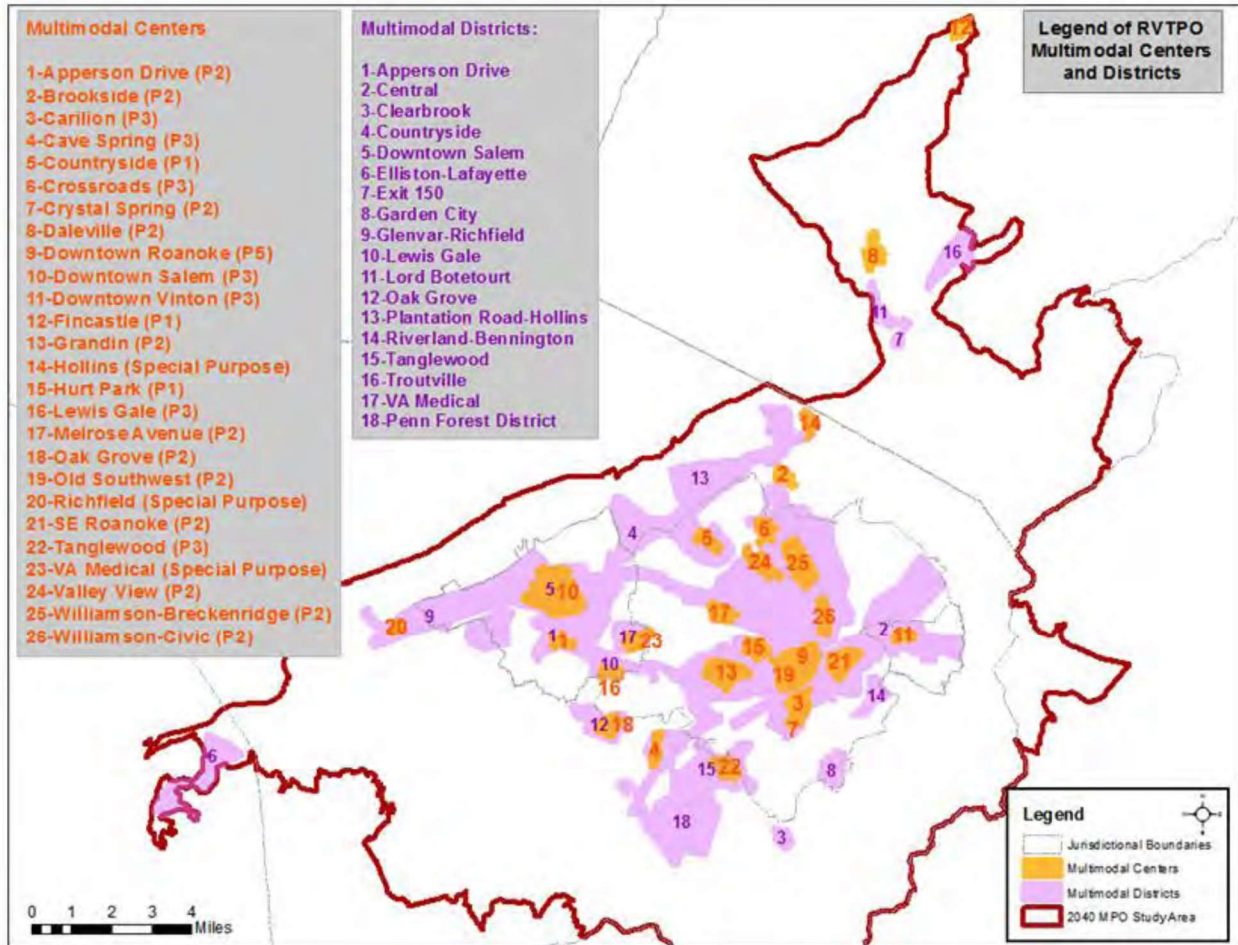 Multimodal Centers
1-Apperson Drive (P2)
2-Brookside (P2)
3-Carilion (P3)
4-Cave Spring (P3)
5-Countryside (P1)
6-Crossroads (P3)
7-Crystal Spring (P2)
8-Daleville (P2)
9-Downtown Roanoke (P5)
10-Downtown Salem (P3)
11-Downtown Vinton (P3)
12-Fincastle (P1)
13-Grandin (P2)
14-Hollins (Special Purpose)
15-Hurt Park (P1)
16-Lewis Gale (P3)
17-Melrose Avenue (P2)
18-Oak Grove (P2)
19-Old Southwest (P2)
20-Richfield (Special Purpose)
21-SE Roanoke (P2)
22-Tanglewood (P3)
23-VA Medical (Special Purpose)
24-Valley View (P2)
25-Williamson-Breckenridge (P2)
26-Williamson-Civic (P2)
Multimodal Districts:
1-Apperson Drive
2-Central
3-Clearbrook
4-Countryside
5-Downtown Salem
6-Elliston-Lafayette
7-Exit 150
8-Garden City
9-Glenvar-Richfield
10-Lewis Gale
11-Lord Botetourt
12-Oak Grove
13-Plantation Road-Hollins
14-Riverland-Bennington
15-Tanglewood
16-Troutville
17-VA Medical
18-Penn Forest District
Legend of RVTPO
Multimodal Centers
and Districts
12
8
16
11
7
14
2
13
4
5
6
24
25
5
10
17
26
9
20
1
11
17
23
2
11
15
9
21
10
13
19
16
14
3
7
12
18
4
15
22
8
6
18
3
Legend
Jurisdictional Boundaries
Multimodal Centers
Multimodal Districts
2040 MPO Study Area
0 1 2 3 4
Miles